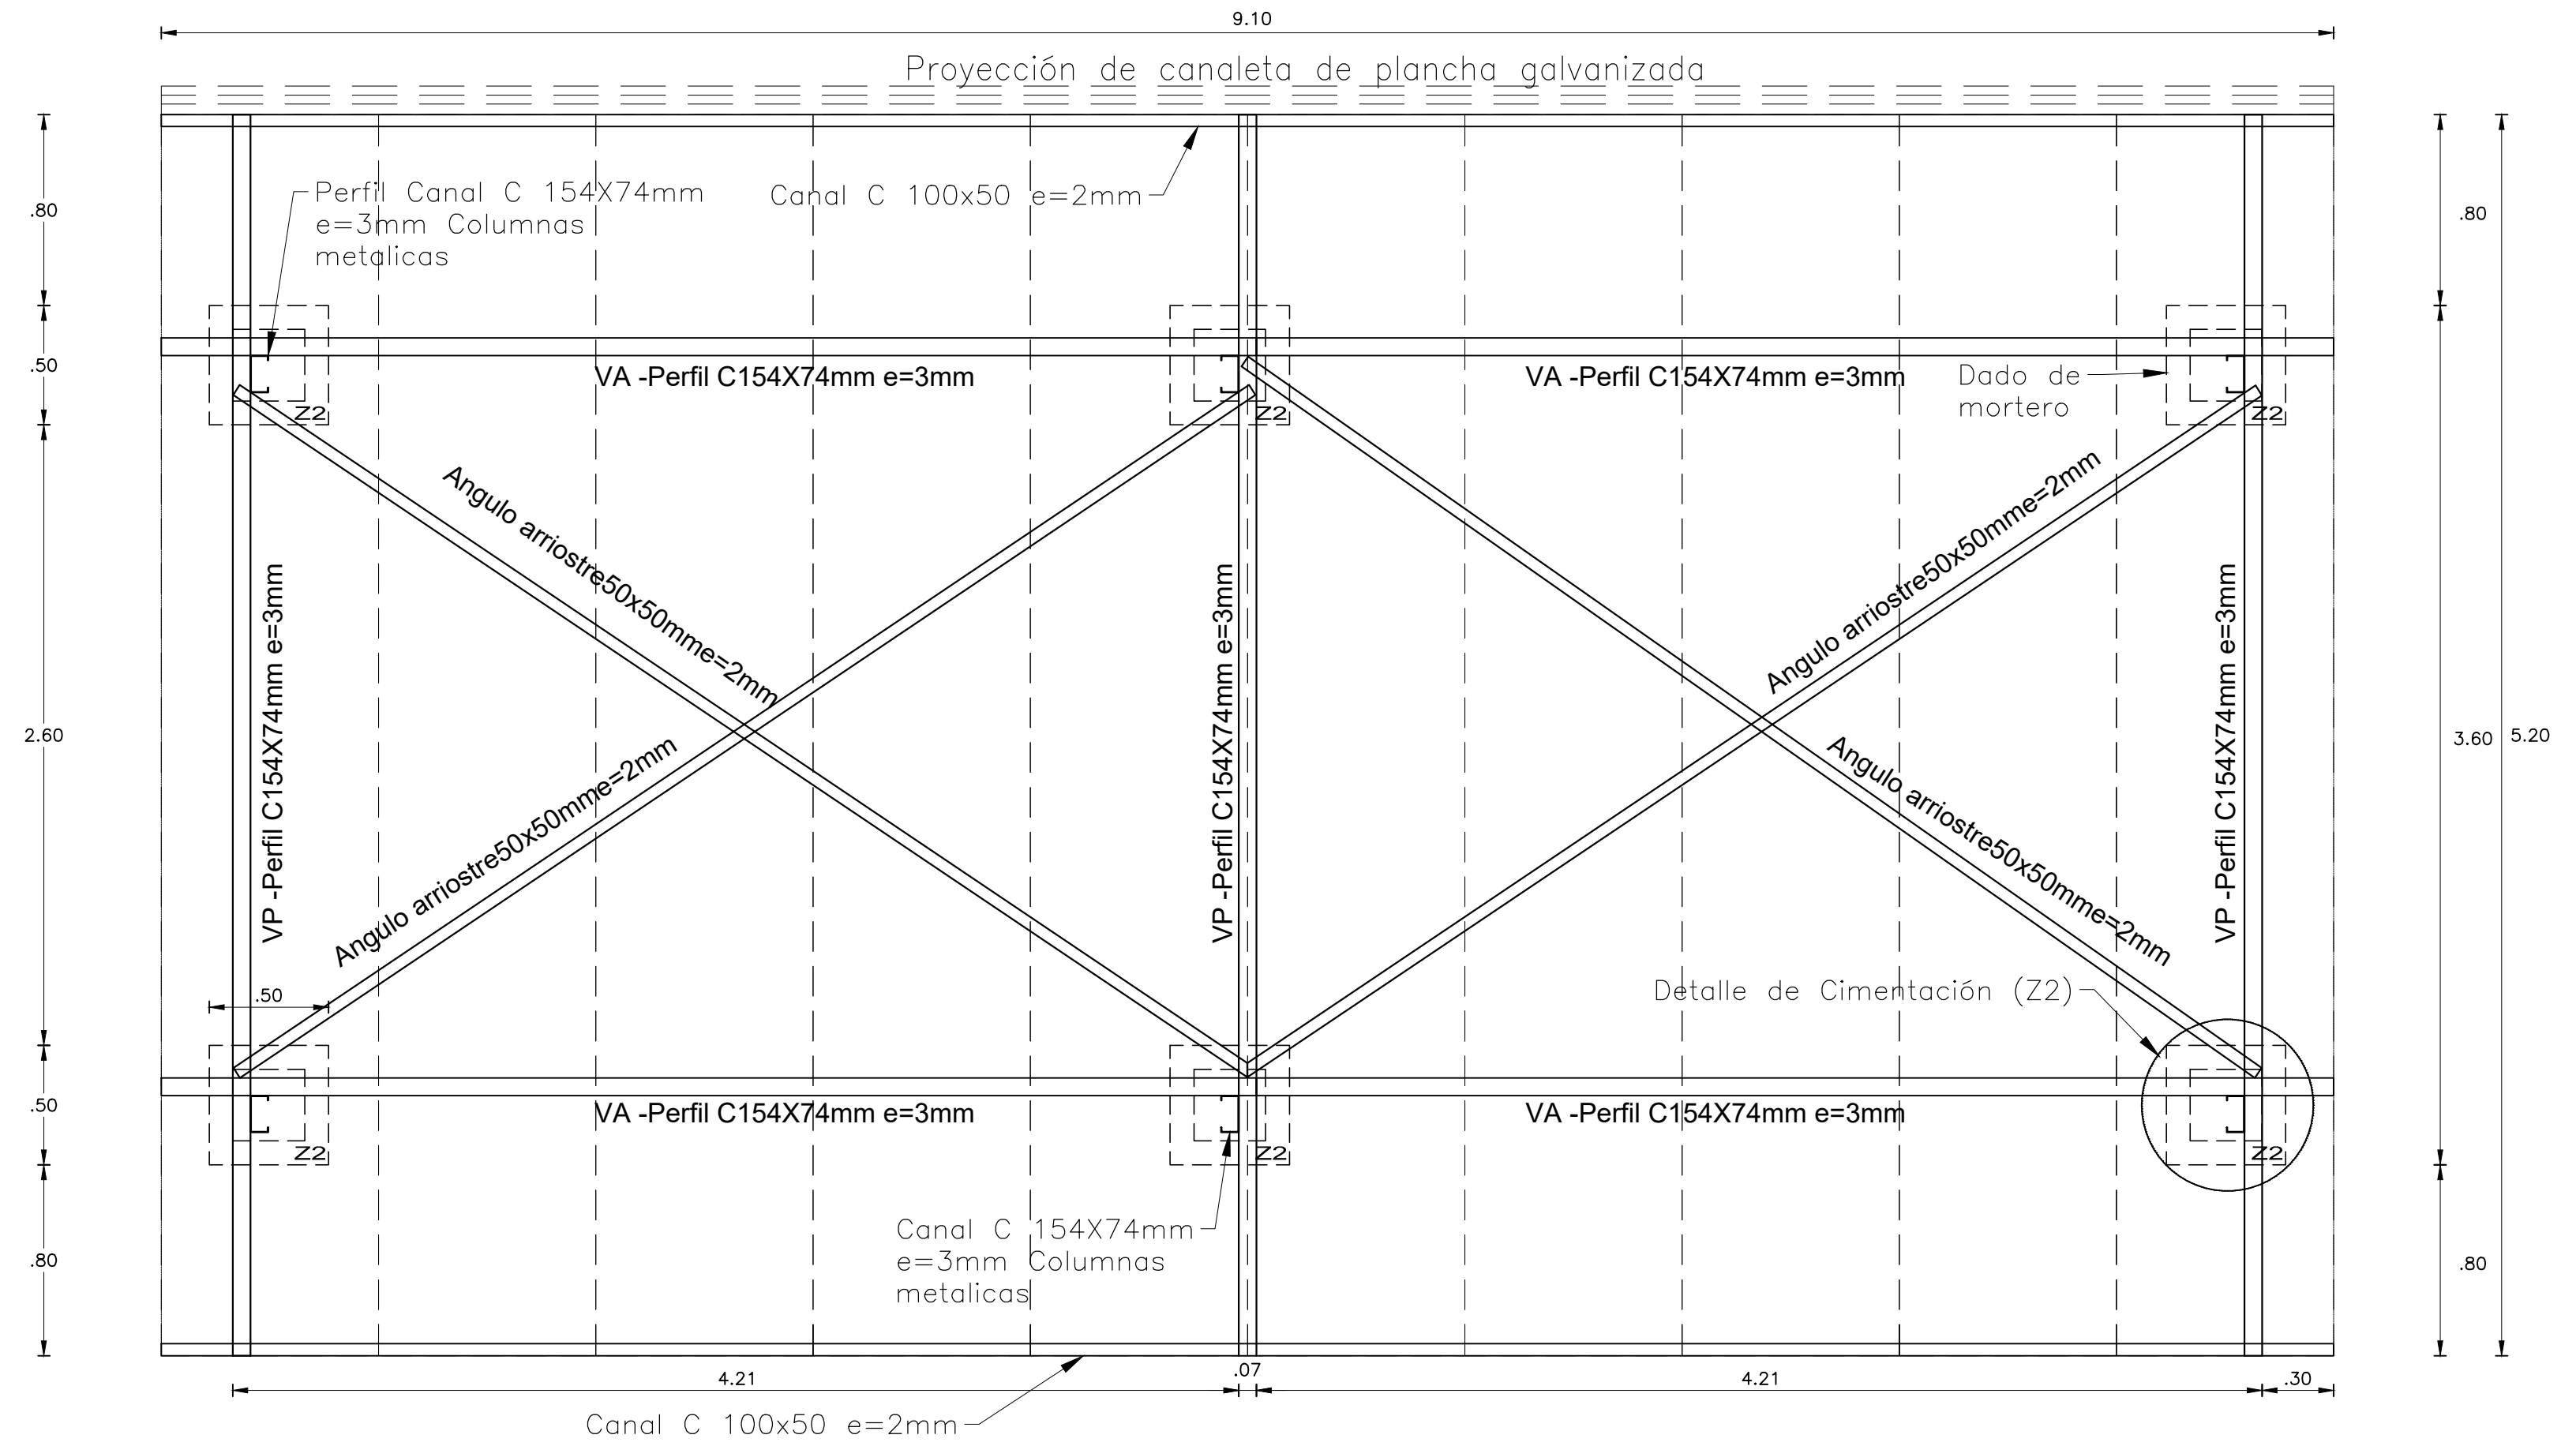 9.10
Proyección de canaleta de plancha galvanizada
Perfil Canal C 154X74mm
e=3mm Columnas
metalicas
Canal C 100x50 e=2mm
.80
.80
.50
VA -Perfil C154X74mm e=3mm
VA -Perfil C154X74mm e=3mm
Dado de
mortero
Z2
Z2
Z2
Angulo arriostre50x50mme=2mm
Angulo arriostre50x50mme=2mm
VP -Perfil C154X74mm e=3mm
VP -Perfil C154X74mm e=3mm
VP -Perfil C154X74mm e=3mm
2.60
3.60
5.20
Angulo arriostre50x50mme=2mm
Angulo arriostre50x50mme=2mm
.50
Detalle de Cimentación (Z2)
.50
VA -Perfil C154X74mm e=3mm
VA -Perfil C154X74mm e=3mm
Z2
Z2
Z2
Canal C 154X74mm
e=3mm Columnas
metalicas
.80
.80
4.21
.07
4.21
.30
Canal C 100x50 e=2mm